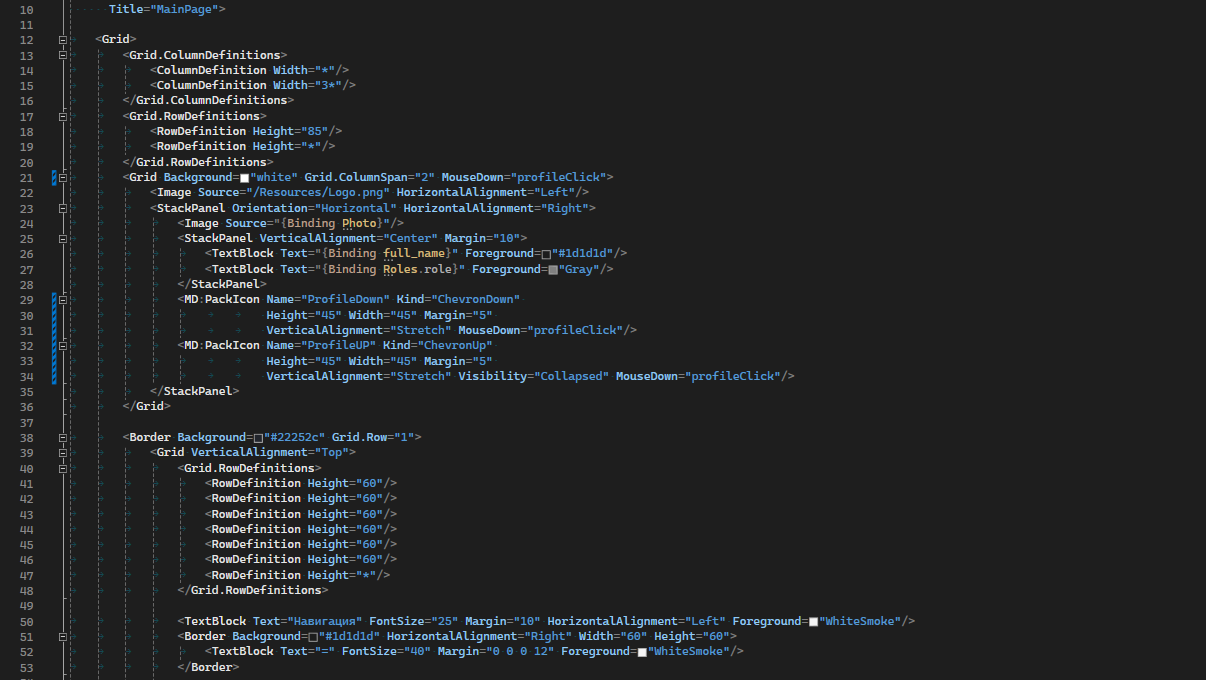 10 Title="MainPage">
11
12 <Grid>
13 <Grid.ColumnDefinitions>
14 <ColumnDefinition Width="*"/>
15 <ColumnDefinition Width="3*"/>
16 </Grid.ColumnDefinitions>
17 <Grid.RowDefinitions>
18 <RowDefinition Height="85"/>
19 <RowDefinition Height="*"/>
20 </Grid.RowDefinitions>
21 <Grid Background="white" Grid.ColumnSpan="2" MouseDown="profileClick">
22 <Image Source="/Resources/Logo.png" HorizontalAlignment="Left"/>
23 <StackPanel Orientation="Horizontal" HorizontalAlignment="Right">
24 <Image Source="{Binding Photo}"/>
25 <StackPanel VerticalAlignment="Center" Margin="10">
26 <TextBlock Text="{Binding full_name}" Foreground="#1d1d1d"/>
27 <TextBlock Text="{Binding Roles.role}" Foreground="Gray"/>
28 </StackPanel>
29 <MD:PackIcon Name="ProfileDown" Kind="ChevronDown"
30 Height="45" Width="45" Margin="5"
31 VerticalAlignment="Stretch" MouseDown="profileClick"/>
32 <MD:PackIcon Name="ProfileUP" Kind="ChevronUp"
33 Height="45" Width="45" Margin="5"
34 VerticalAlignment="Stretch" Visibility="Collapsed" MouseDown="profileClick"/>
35 </StackPanel>
36 </Grid>
37
38 <Border Background="#22252c" Grid.Row="1">
39 <Grid VerticalAlignment="Top">
40 <Grid.RowDefinitions>
41 <RowDefinition Height="60"/>
42 <RowDefinition Height="60"/>
43 <RowDefinition Height="60"/>
44 <RowDefinition Height="60"/>
45 <RowDefinition Height="60"/>
46 <RowDefinition Height="60"/>
47 <RowDefinition Height="*"/>
48 </Grid.RowDefinitions>
49
50 <TextBlock Text="Навигация" FontSize="25" Margin="10" HorizontalAlignment="Left" Foreground="WhiteSmoke"/>
51 <Border Background="#1d1d1d" HorizontalAlignment="Right" Width="60" Height="60">
52 <TextBlock Text="=" FontSize="40" Margin="0 0 0 12" Foreground="WhiteSmoke"/>
53 </Border>